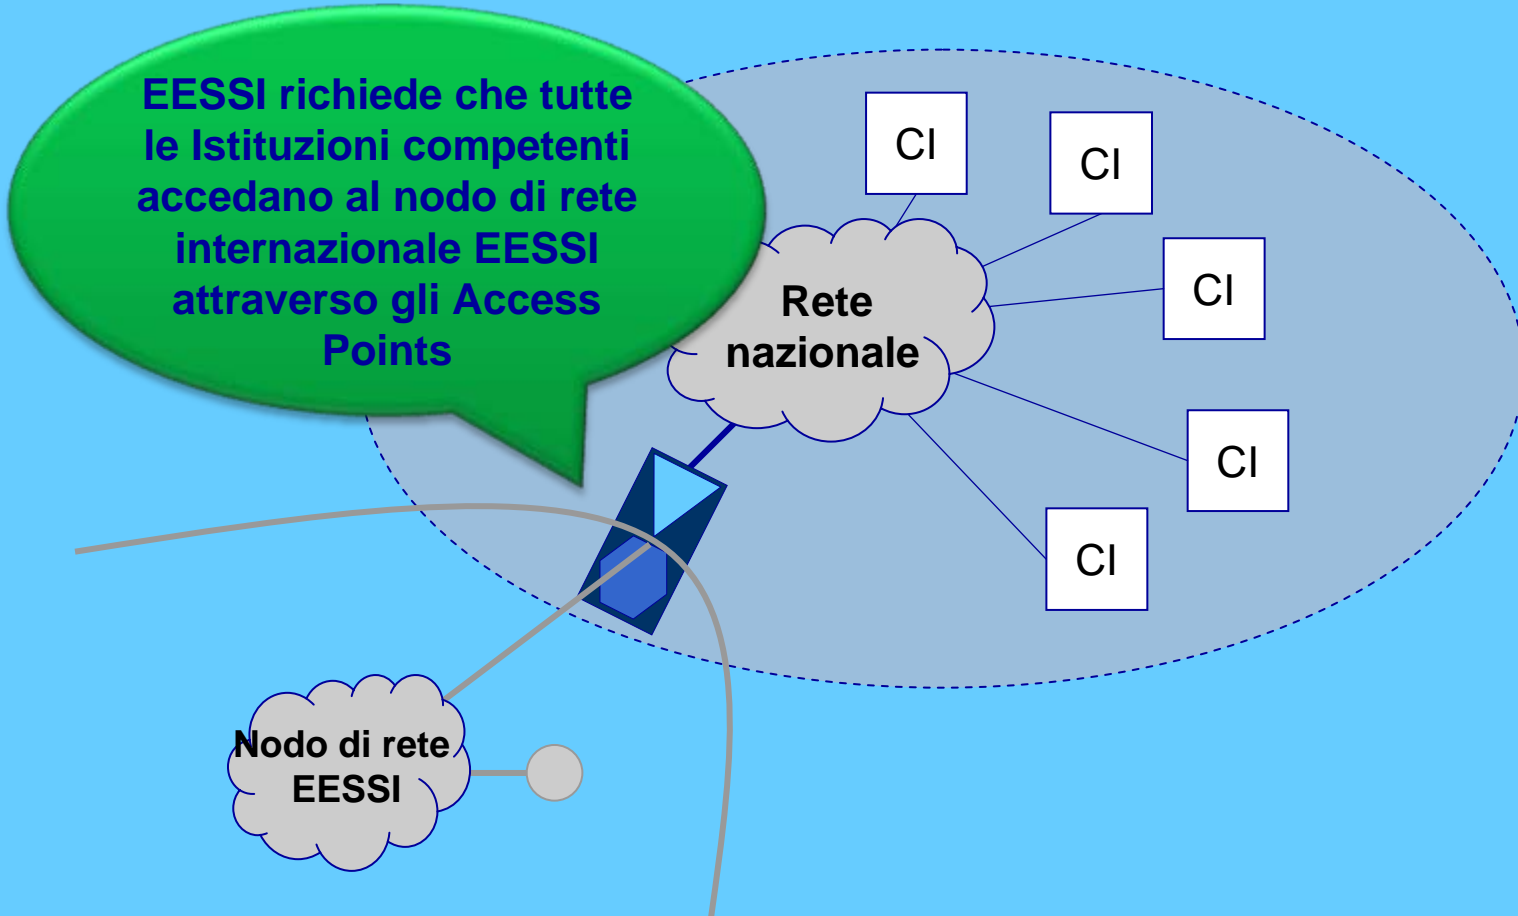 EESSI richiede che tutte
le Istituzioni competenti
accedano al nodo di rete
internazionale EESSI
attraverso gli Access
Points
CI
CI
CI
Rete
nazionale
CI
CI
Nodo di rete
EESSI